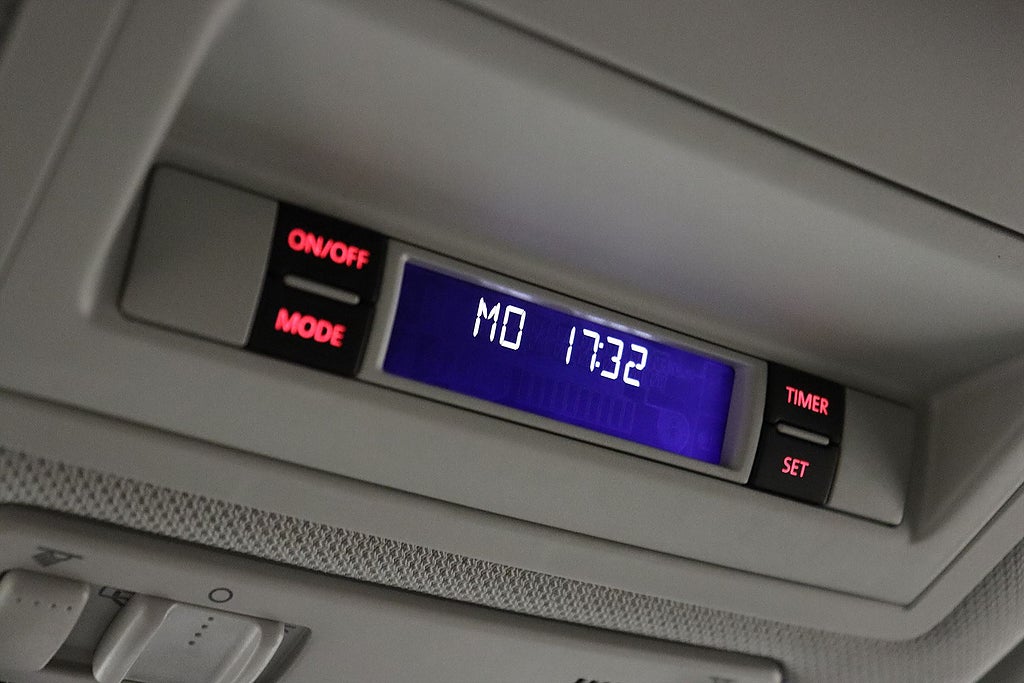 ON/OFF
MODE
MO 17:32
TIMER
SET